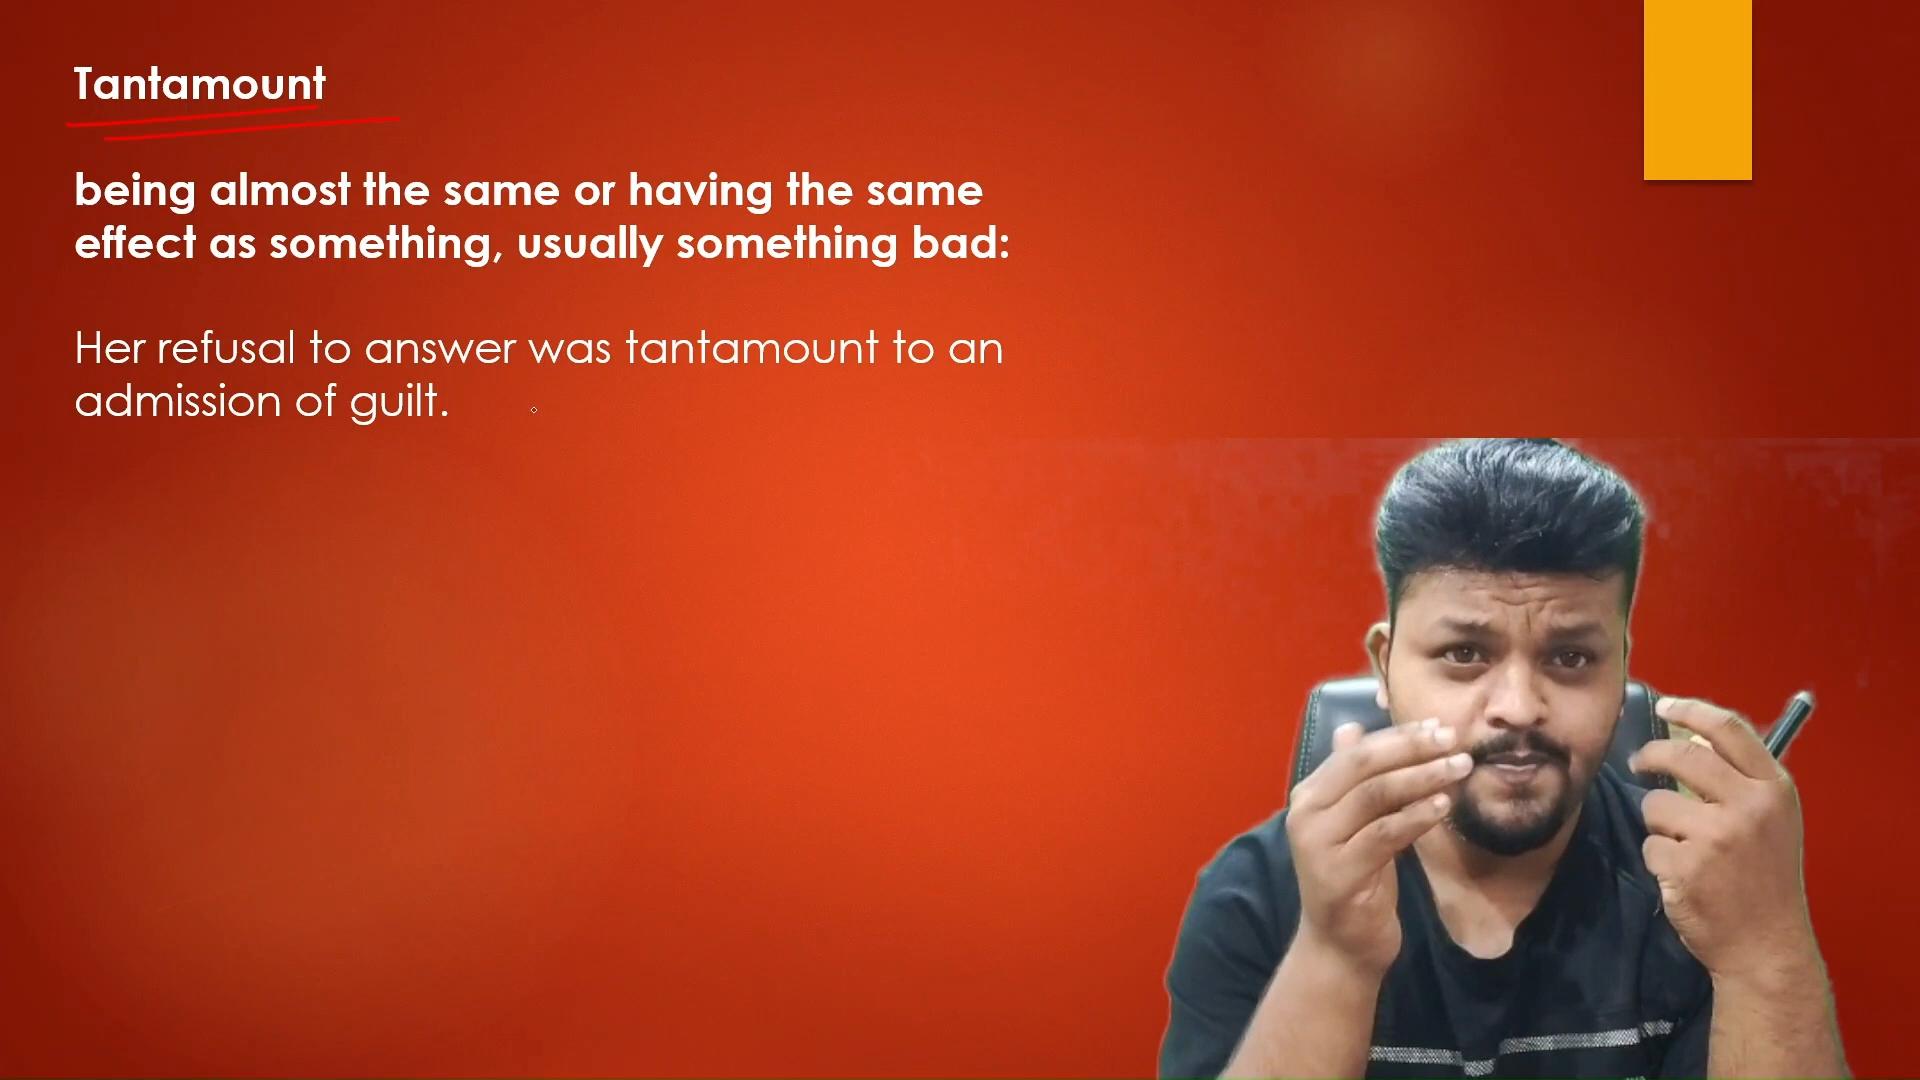 Tantamount
being almost the same or having the same
effect as something, usually something bad:
Her refusal to answer was tantamount to an
admission of guilt.